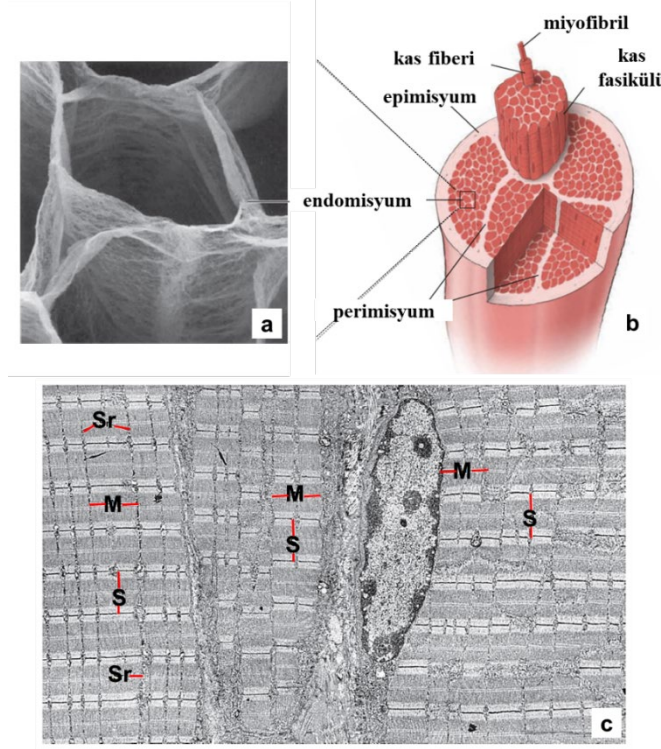 miyofibril
kas fiberi
kas
fasikülü
epimisyum
endomisyum
perimisyum
a
b
Sr
M
M
M
S
S
S
Sr
c